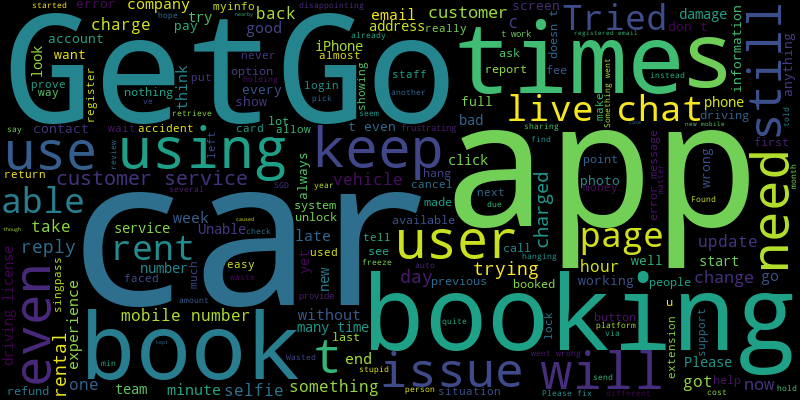 started error company myinfo hope disappointing nearby
charge try back email customer screen Tried don t damage
account pay good address really C doesn t registered email
want iPhone already t work information anything
GetGo times still
look register think option never almost showing staff ask fee instead
prove nothing put login holding another report make
way ve every show retrieve pick seem full Something went
say contact wait accident card allow t even bad live chat phone told
use using keep app need
review left lot frustrating sharing driving first
return customer service always hang click find error message wrong new mobile
several SGD vehicle cancel point photo money matter month
able car year system made next due charged Found
take service week Unable caused unlock available
reply rent check late used tell user call page update
though number yet see hanging hour well start
singpass faced much easy new freeze trying booked working people change go
driving license experience amount waste auto day previous
even mobile number without provide booking
book many time last quite lock button u support
rental min kept t end platform via extension Please
one Wasted issue will went wrong got help now
refund team minute selfie something stupid person situation send Please fix different cost hold